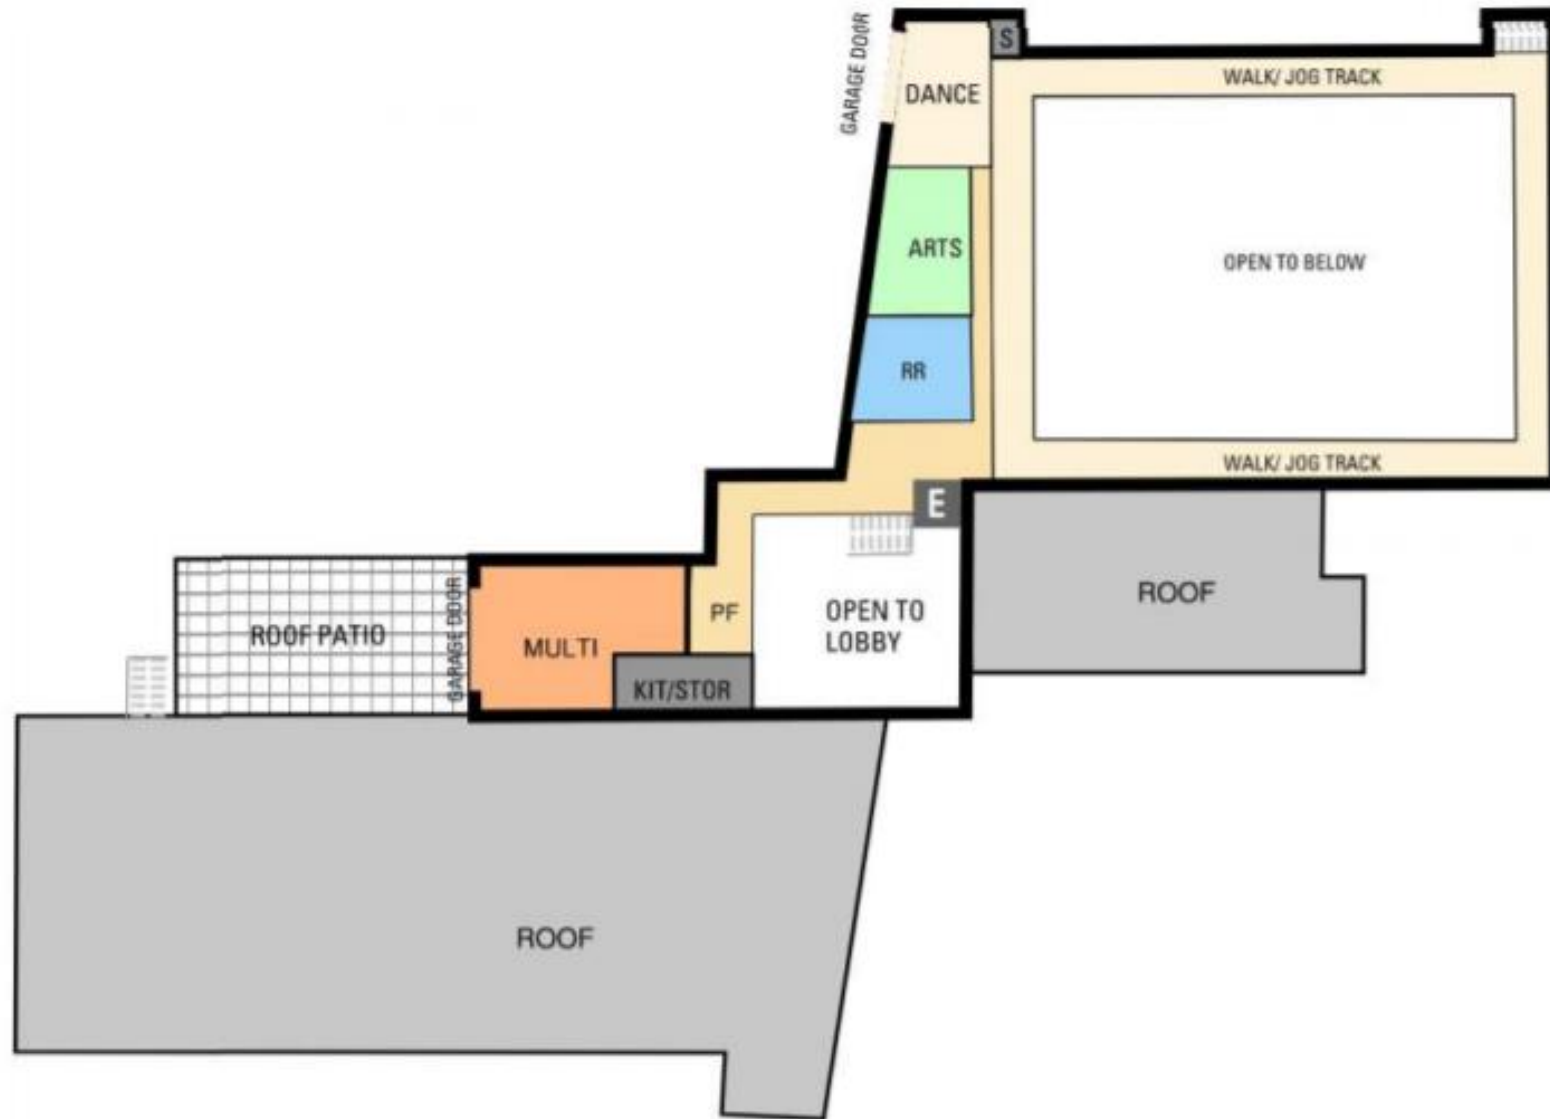 GARAGE DOOR
DANCE
S
WALK/ JOG TRACK
ARTS
OPEN TO BELOW
RR
WALK/ JOG TRACK
E
ROOF
ROOF PATIO
GARAGE DOOR
MULTI
PF
OPEN TO
LOBBY
KIT/STOR
ROOF